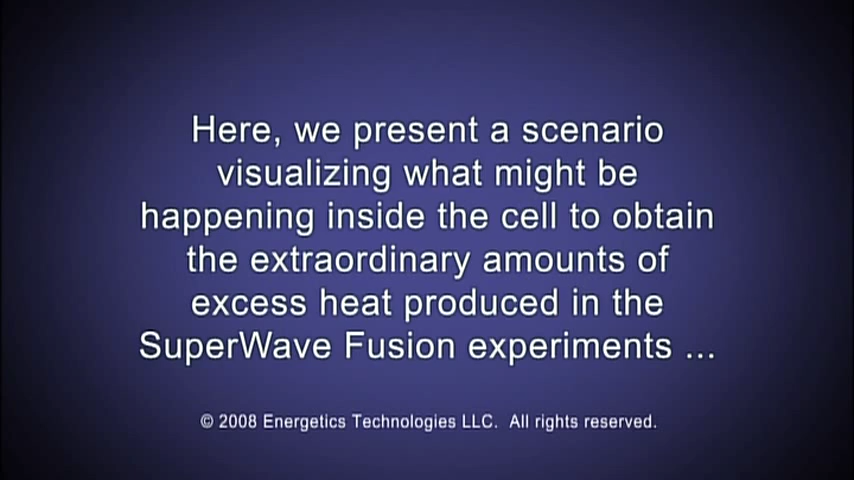 Here, we present a scenario
visualizing what might be
happening inside the cell to obtain
the extraordinary amounts of
excess heat produced in the
SuperWave Fusion experiments ...
© 2008 Energetics Technologies LLC. All rights reserved.